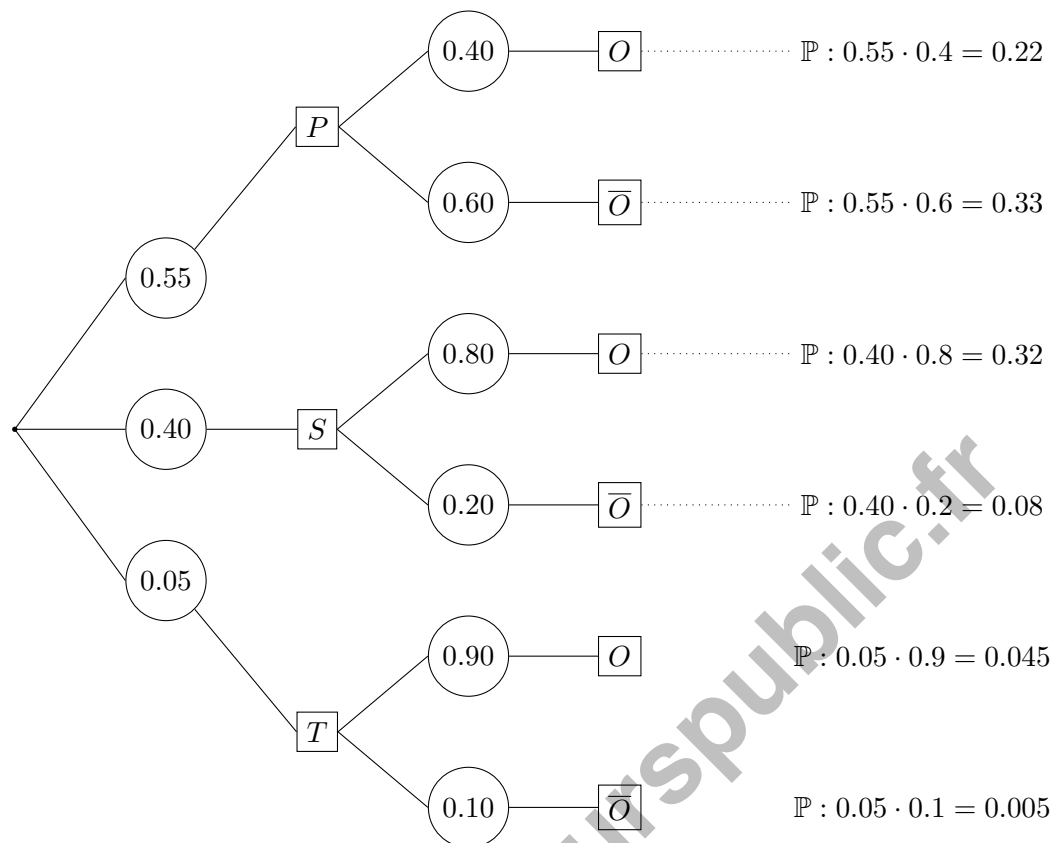 0.40 O ℙ : 0.55 · 0.4 = 0.22
P
0.60 O̅ ℙ : 0.55 · 0.6 = 0.33
0.55
0.80 O ℙ : 0.40 · 0.8 = 0.32
0.40 S
0.20 O̅ ℙ : 0.40 · 0.2 = 0.08
0.05
0.90 O ℙ : 0.05 · 0.9 = 0.045
T
0.10 O̅ ℙ : 0.05 · 0.1 = 0.005
urspublic.fr